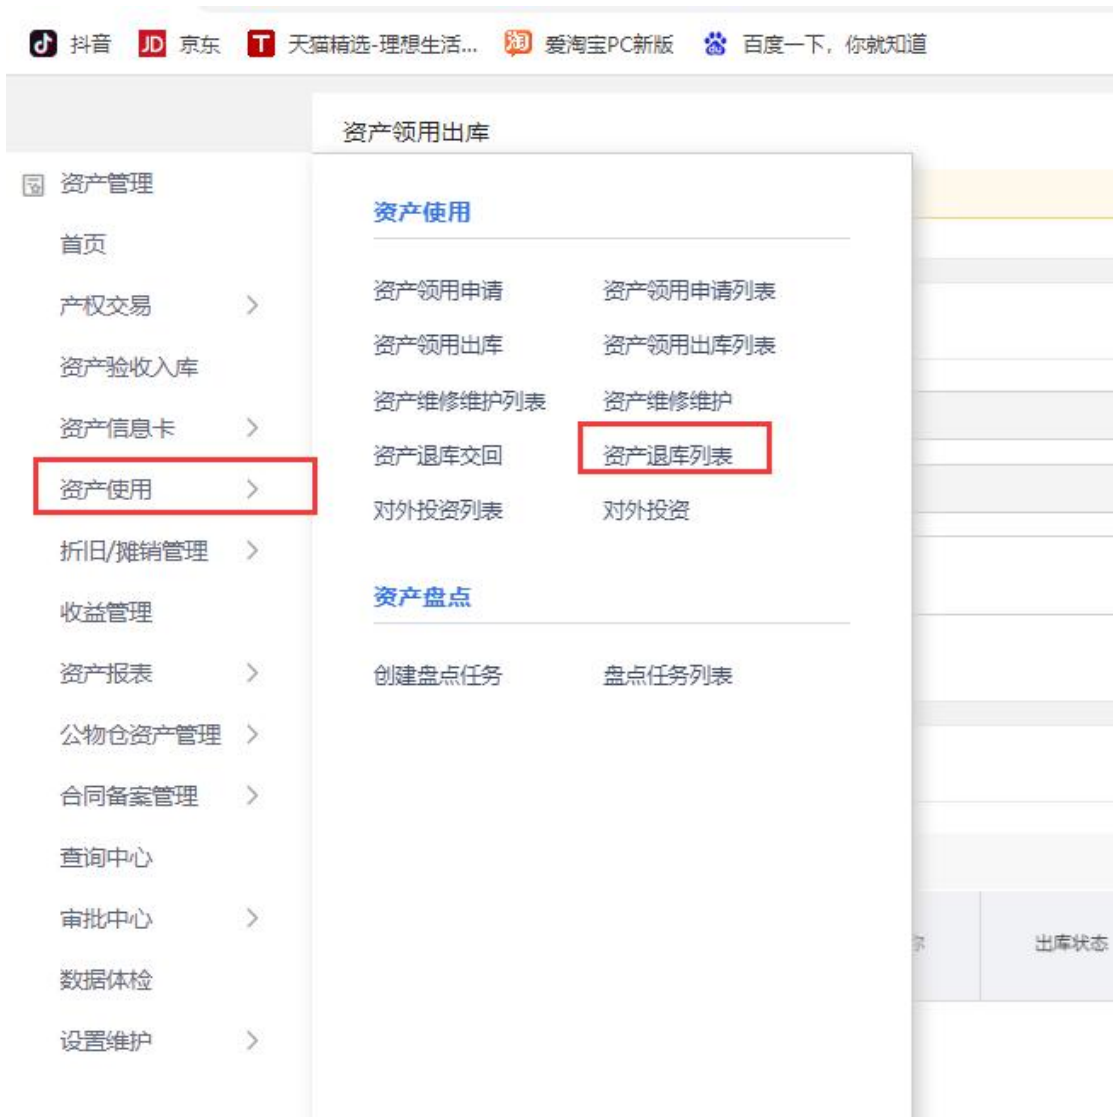 抖音 JD 京东 T 天猫精选-理想生活... 淘 爱淘宝PC新版 百度一下，你就知道
资产领用出库
资产管理
首页
产权交易
资产验收入库
资产信息卡
资产使用
折旧/摊销管理
收益管理
资产报表
公物仓资产管理
合同备案管理
查询中心
审批中心
数据体检
设置维护
资产使用
资产领用申请 资产领用申请列表
资产领用出库 资产领用出库列表
资产维修维护列表 资产维修维护
资产退库交回 资产退库列表
对外投资列表 对外投资
资产盘点
创建盘点任务 盘点任务列表
出库状态